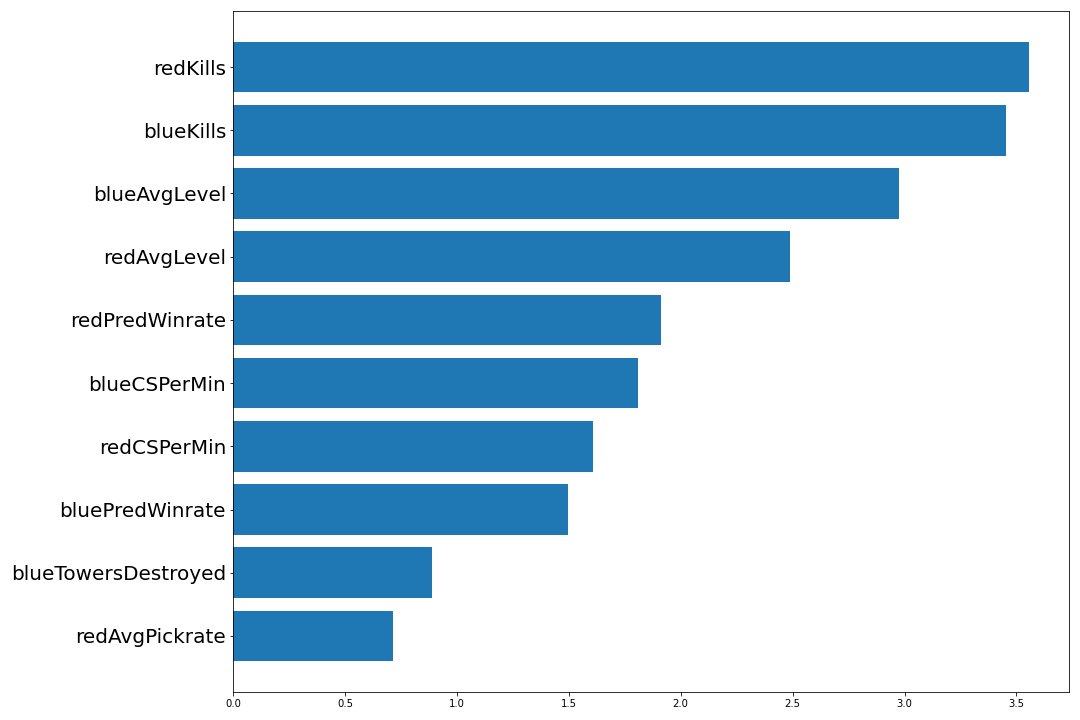 redKills
blueKills
blueAvgLevel
redAvgLevel
redPredWinrate
blueCSPerMin
redCSPerMin
bluePredWinrate
blueTowersDestroyed
redAvgPickrate
0.0 0.5 1.0 1.5 2.0 2.5 3.0 3.5